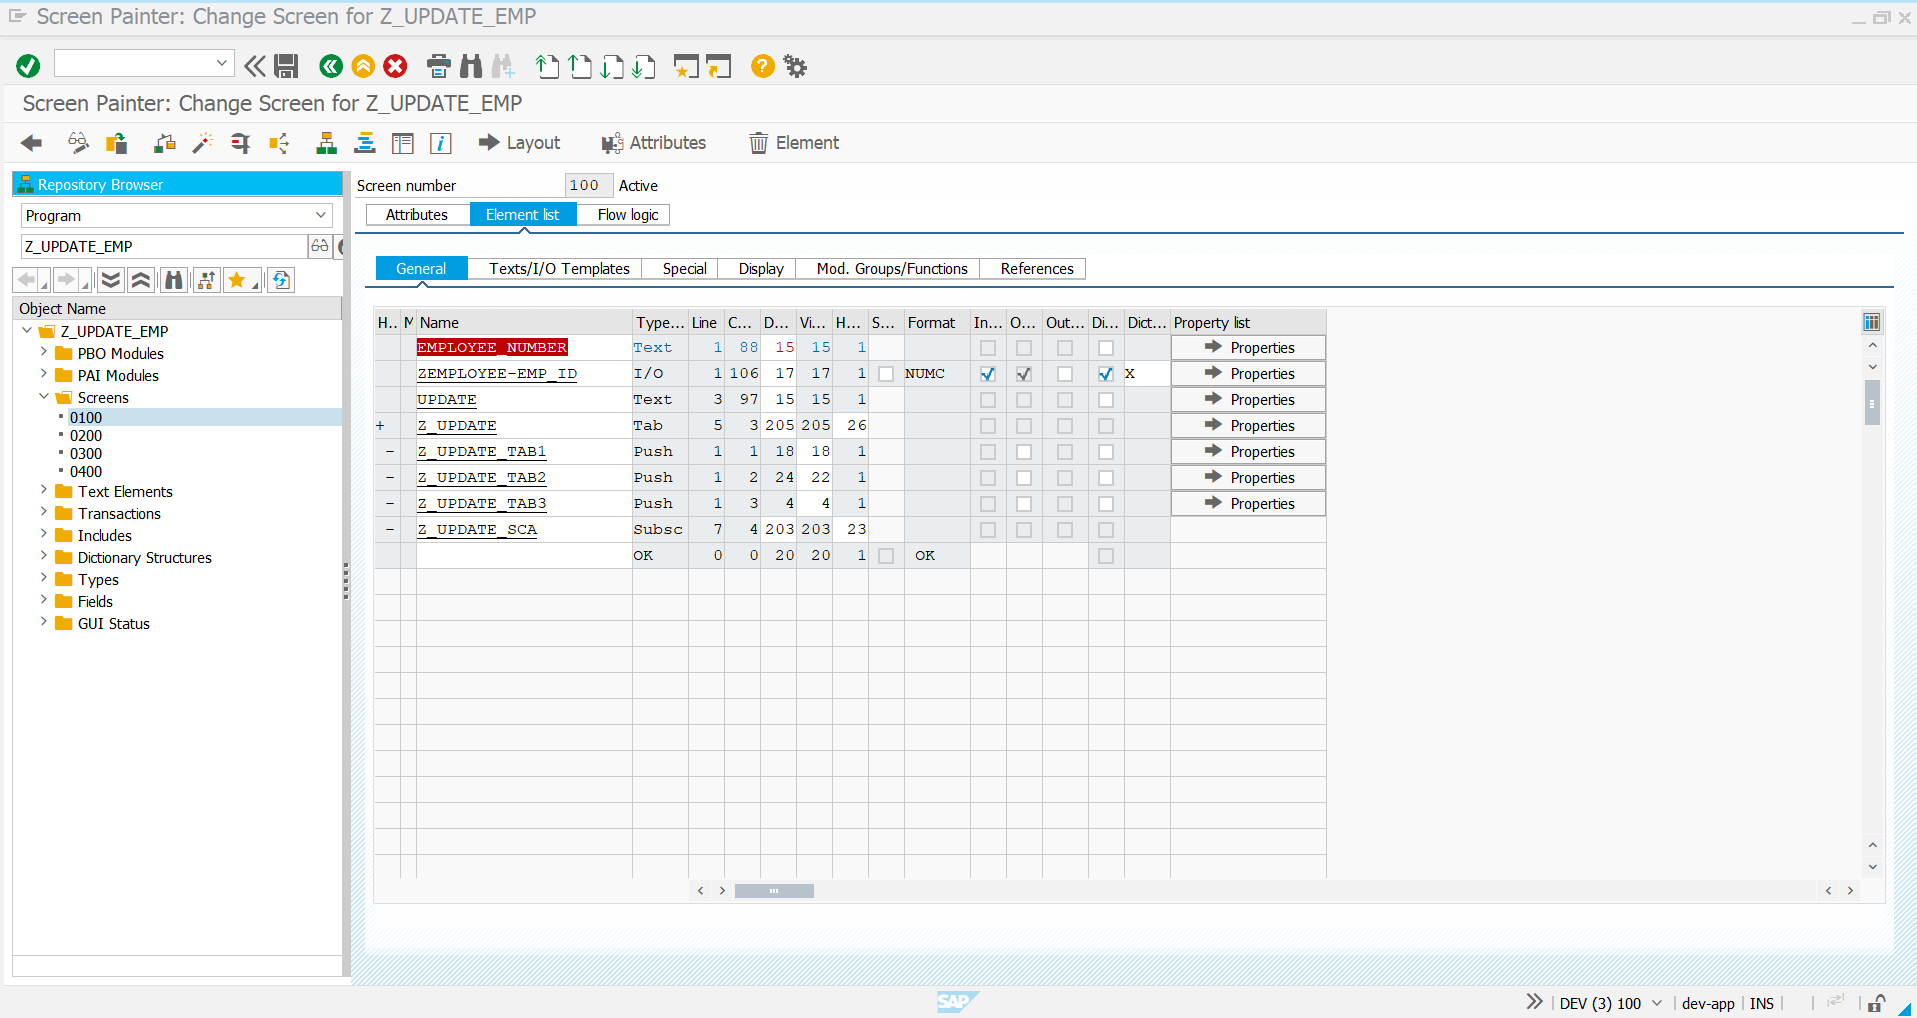 Screen Painter: Change Screen for Z_UPDATE_EMP
Screen Painter: Change Screen for Z_UPDATE_EMP
Layout Attributes Element
Repository Browser
Program
Z_UPDATE_EMP
Object Name
Z_UPDATE_EMP
PBO Modules
PAI Modules
Screens
0100
0200
0300
0400
Text Elements
Transactions
Includes
Dictionary Structures
Types
Fields
GUI Status
Screen number 100 Active
Attributes Element list Flow logic
General Texts/I/O Templates Special Display Mod. Groups/Functions References
H.. M Name Type... Line C... D... Vi... H... S... Format In... O... Out... Di... Dict... Property list
EMPLOYEE_NUMBER Text 1 88 15 15 1 Properties
ZEMPLOYEE-EMP_ID I/O 1 106 17 17 1 NUMC X Properties
UPDATE Text 3 97 15 15 1 Properties
+ Z_UPDATE Tab 5 3 205 205 26 Properties
- Z_UPDATE_TAB1 Push 1 1 18 18 1 Properties
- Z_UPDATE_TAB2 Push 1 2 24 22 1 Properties
- Z_UPDATE_TAB3 Push 1 3 4 4 1 Properties
- Z_UPDATE_SCA Subsc 7 4 203 203 23
OK 0 0 20 20 1 OK
SAP
DEV (3) 100 dev-app INS